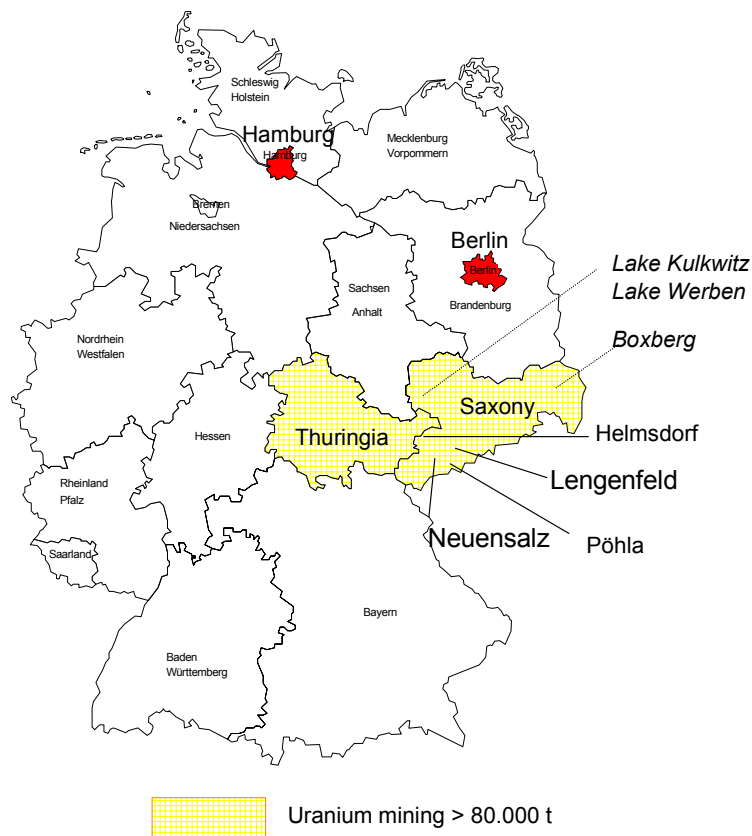 Schleswig
Holstein
Hamburg
Hamburg
Mecklenburg
Vorpommern
Bremen
Niedersachsen
Berlin
Berlin
Brandenburg
Lake Kulkwitz
Lake Werben
Boxberg
Sachsen
Anhalt
Nordrhein
Westfalen
Saxony
Thuringia
Hessen
Helmsdorf
Lengenfeld
Rheinland
Pfalz
Neuensalz
Pöhla
Saarland
Bayern
Baden
Württemberg
Uranium mining > 80.000 t